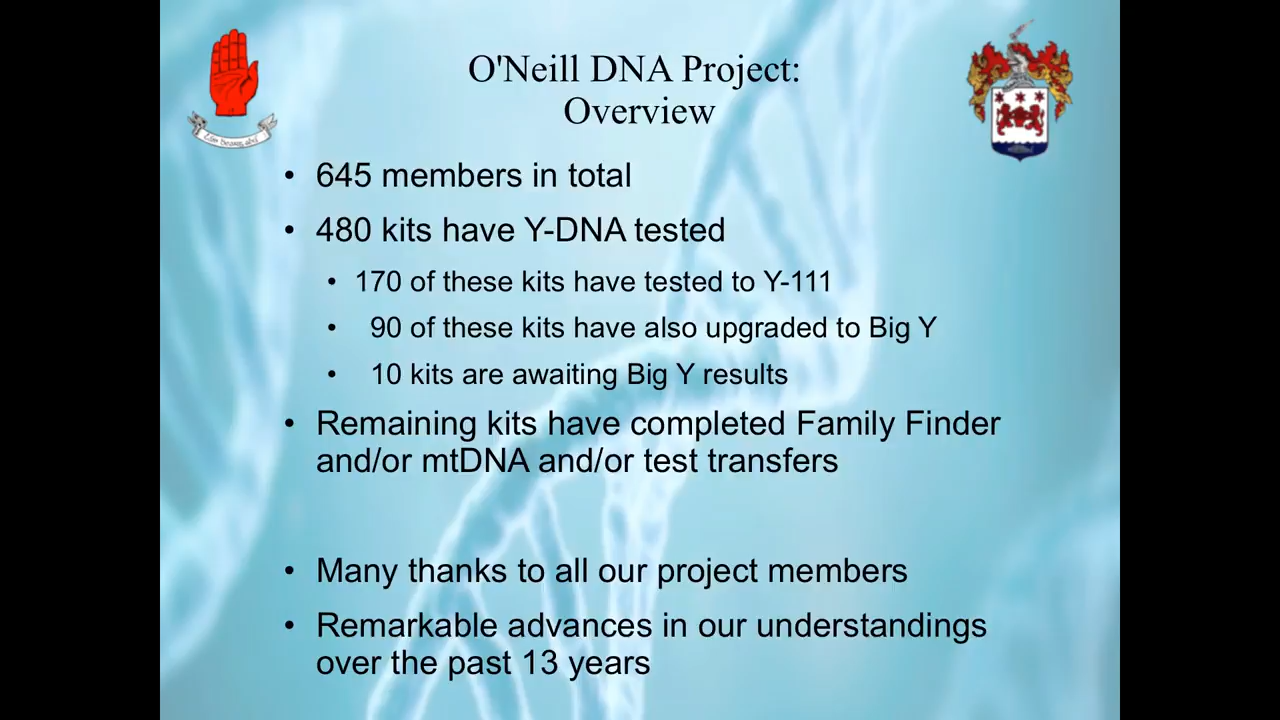 O'Neill DNA Project:
Overview
• 645 members in total
• 480 kits have Y-DNA tested
• 170 of these kits have tested to Y-111
• 90 of these kits have also upgraded to Big Y
• 10 kits are awaiting Big Y results
• Remaining kits have completed Family Finder
and/or mtDNA and/or test transfers
• Many thanks to all our project members
• Remarkable advances in our understandings
over the past 13 years